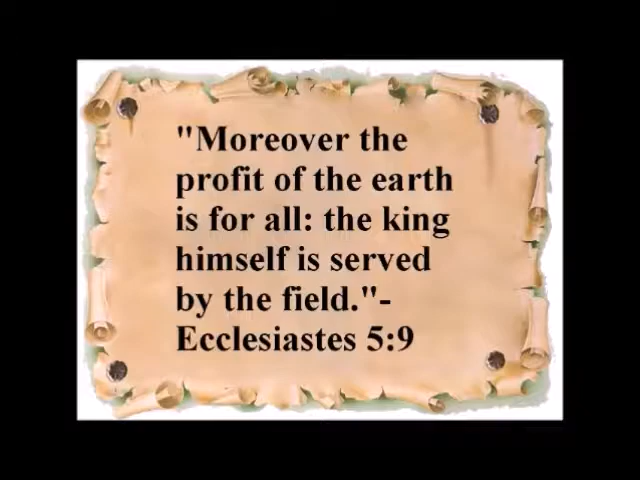 "Moreover the
profit of the earth
is for all: the king
himself is served
by the field."-
Ecclesiastes 5:9